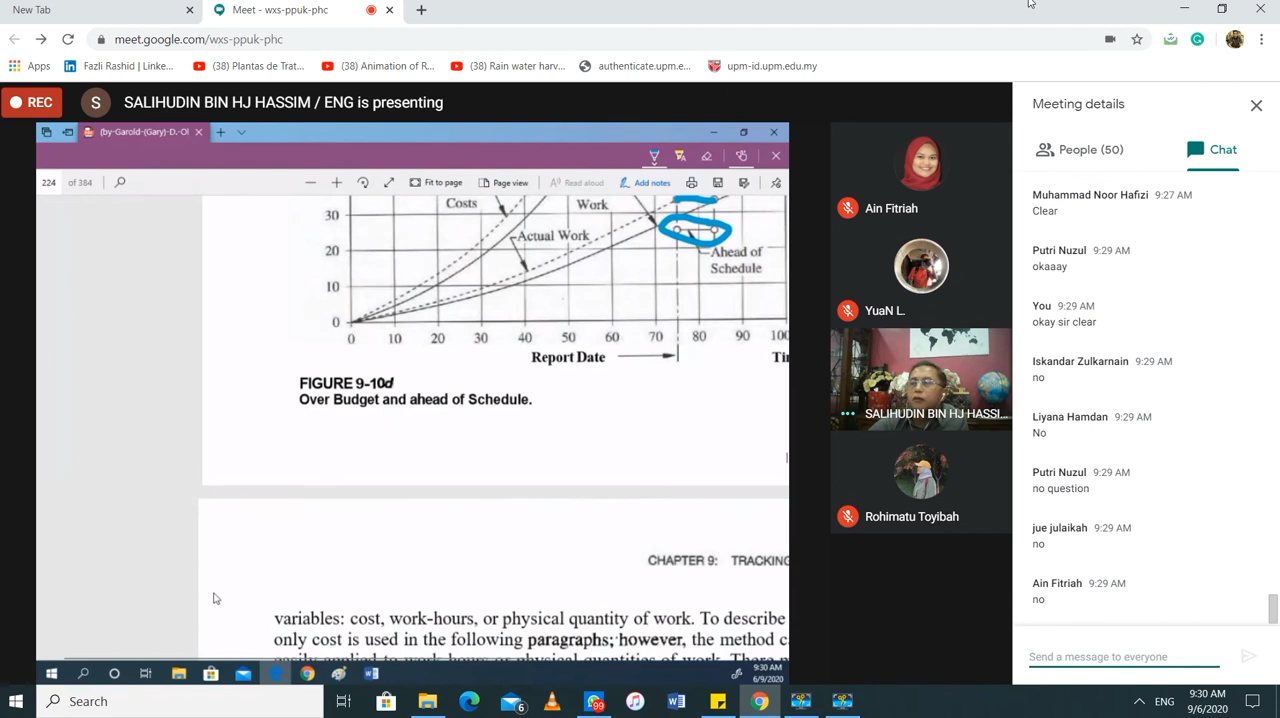 New Tab
Meet - wxs-ppuk-phc
meet.google.com/wxs-ppuk-phc
Apps
Fazli Rashid | Linke...
(38) Plantas de Trat...
(38) Animation of R...
(38) Rain water harv...
authenticate.upm.e...
upm-id.upm.edu.my
REC
S
SALIHUDIN BIN HJ HASSIM / ENG is presenting
Meeting details
People (50)
Chat
(by-Garold-(Gary)-D.-Ol
224 of 384
Fit to page
Page view
Read aloud
Add notes
Costs
Work
30
Actual Work
20
Ahead of
Schedule
10
0
0 10 20 30 40 50 60 70 80 90 100
Report Date
FIGURE 9-10d
Over Budget and ahead of Schedule.
CHAPTER 9: TRACKING
variables: cost, work-hours, or physical quantity of work. To describe
only cost is used in the following paragraphs; however, the method
9:30 AM
6/9/2020
Ain Fitriah
YuaN L.
SALIHUDIN BIN HJ HASSI...
Rohimatu Toyibah
Muhammad Noor Hafizi 9:27 AM
Clear
Putri Nuzul 9:29 AM
okaaay
You 9:29 AM
okay sir clear
Iskandar Zulkarnain 9:29 AM
no
Liyana Hamdan 9:29 AM
No
Putri Nuzul 9:29 AM
no question
jue julaikah 9:29 AM
no
Ain Fitriah 9:29 AM
no
Send a message to everyone
Search
6
99
ENG
9:30 AM
9/6/2020